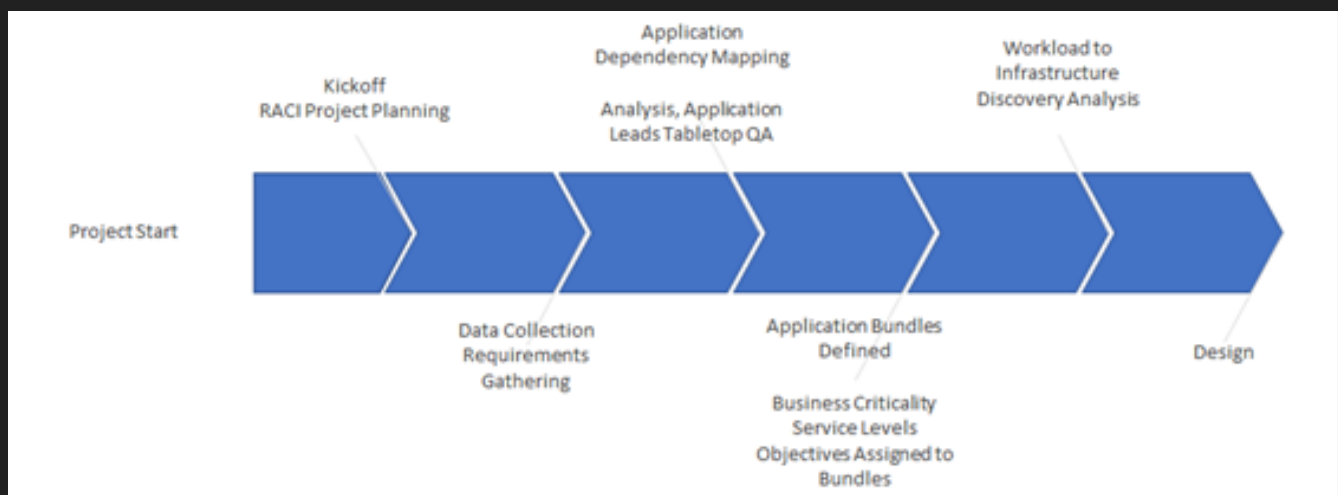 Project Start
Kickoff
RACI Project Planning
Data Collection
Requirements
Gathering
Application
Dependency Mapping
Analysis, Application
Leads Tabletop QA
Application Bundles
Defined
Business Criticality
Service Levels
Objectives Assigned to
Bundles
Workload to
Infrastructure
Discovery Analysis
Design